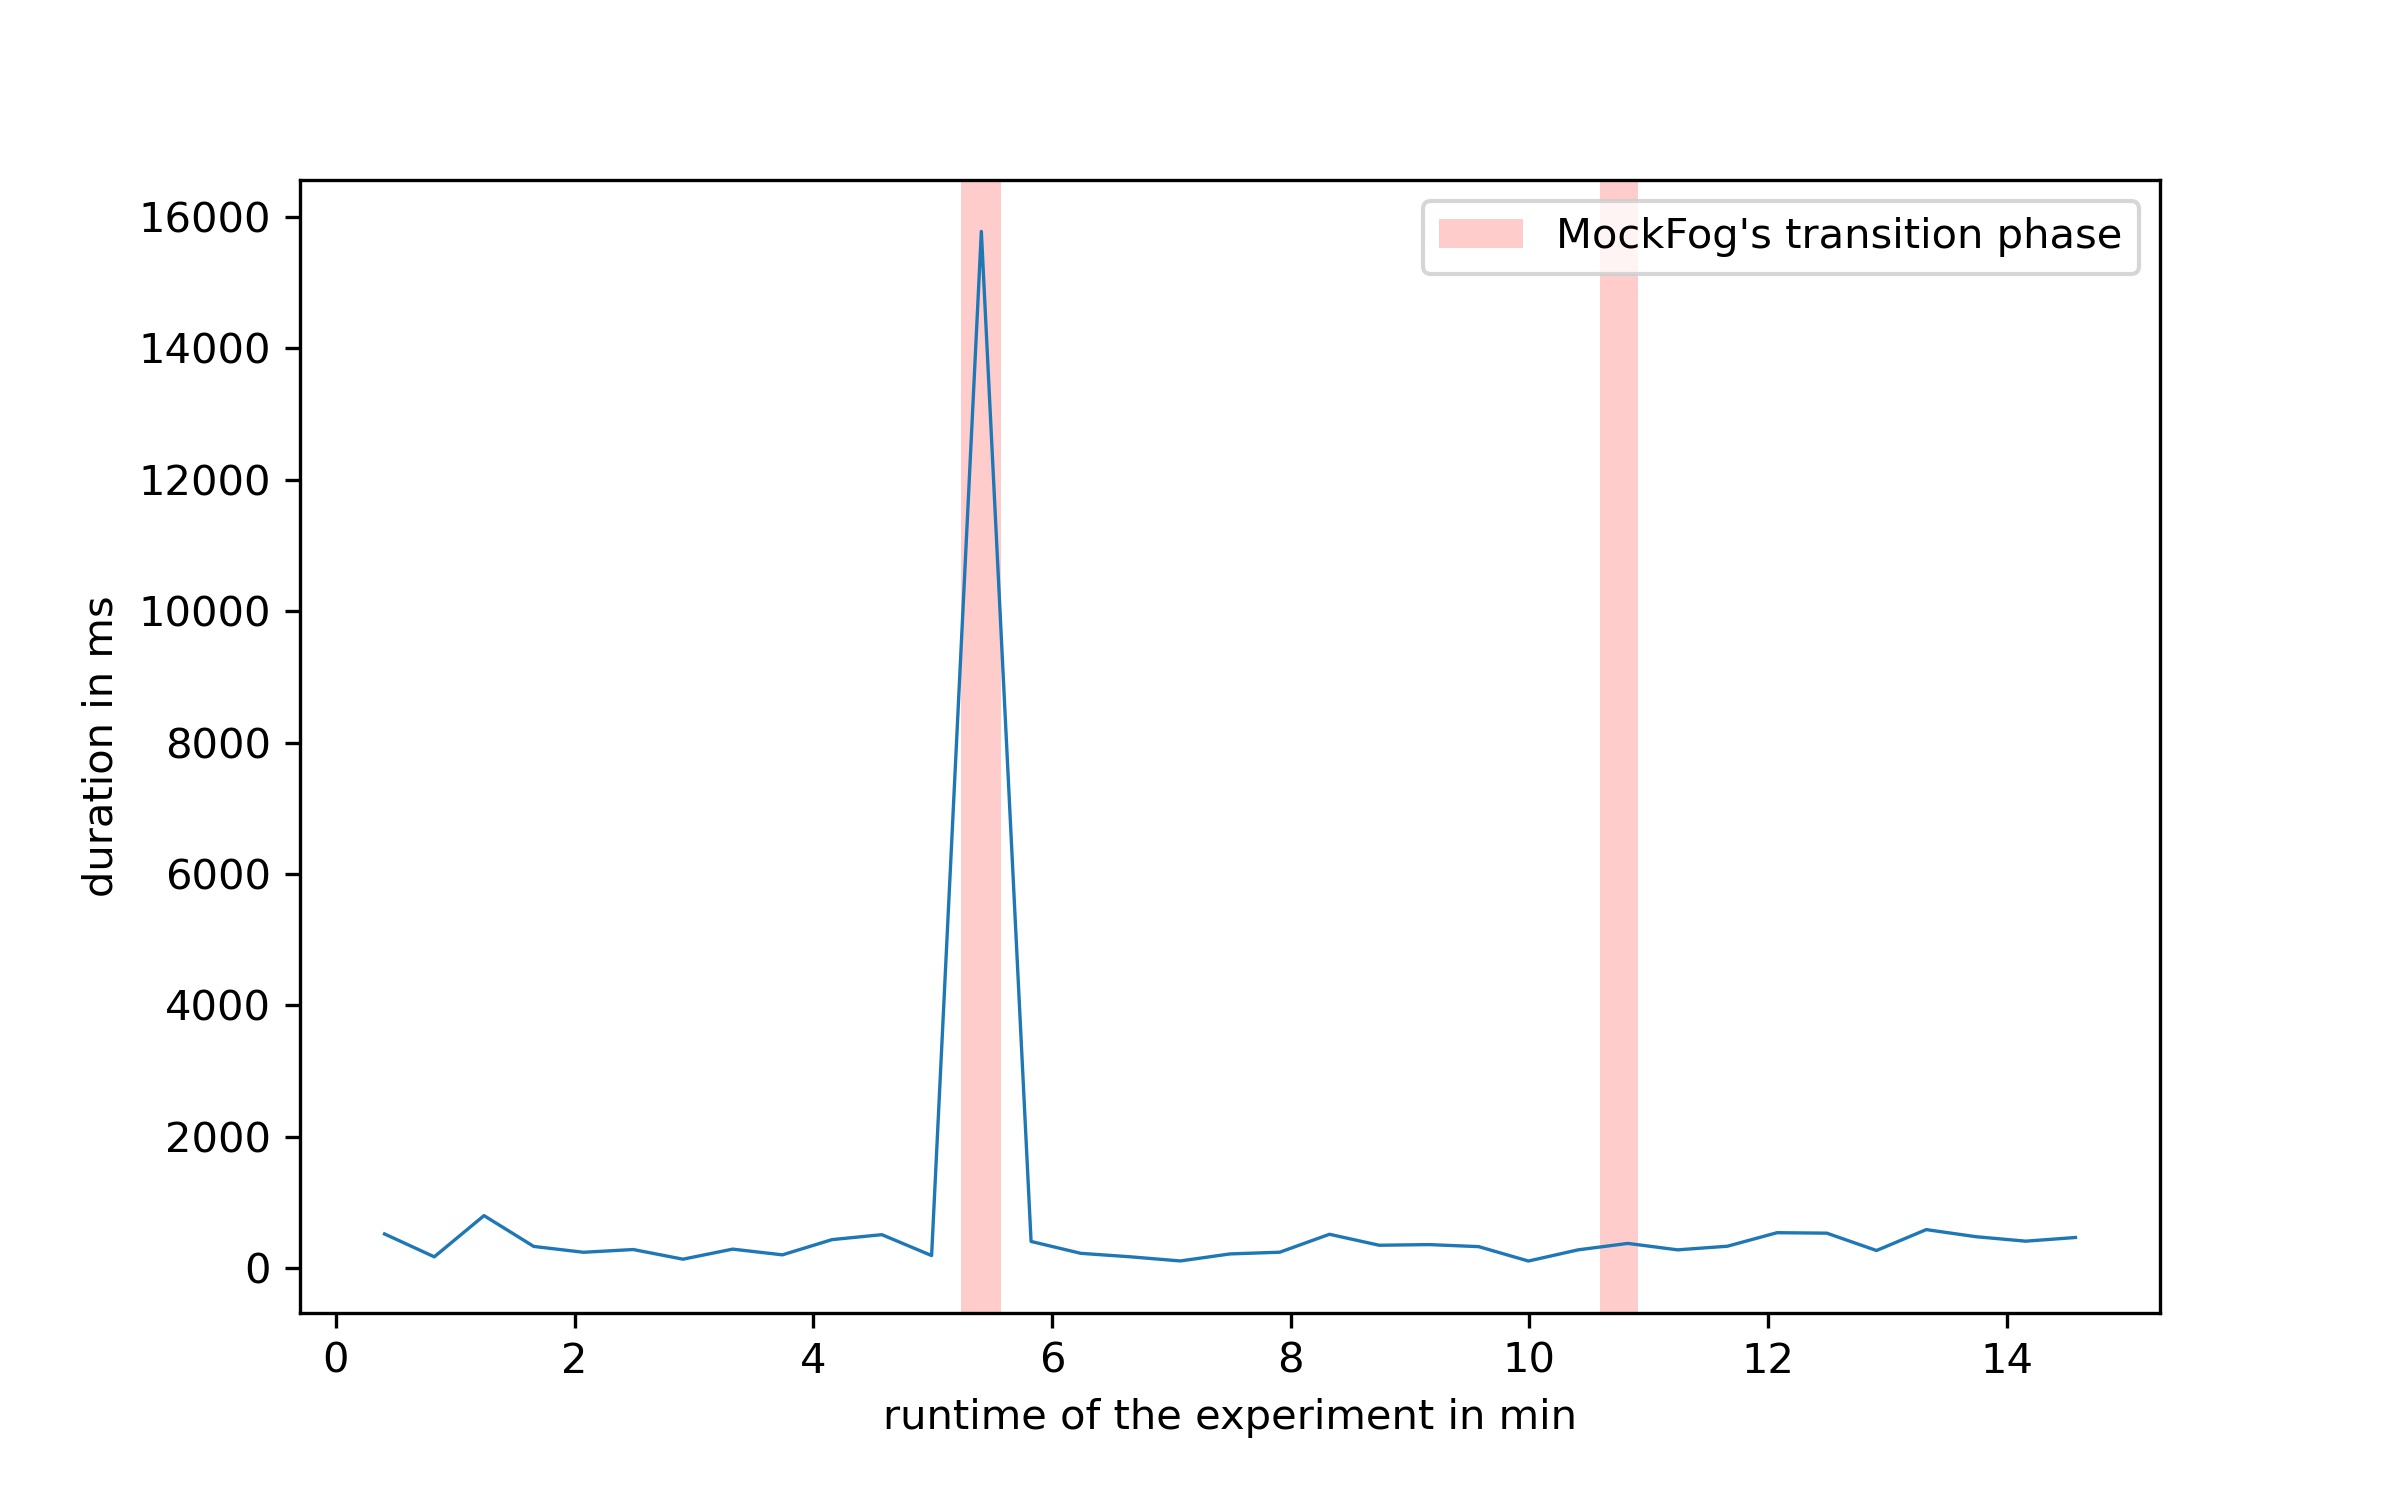 MockFog's transition phase
16000
14000
12000
10000
8000
6000
4000
2000
0
duration in ms
0 2 4 6 8 10 12 14
runtime of the experiment in min